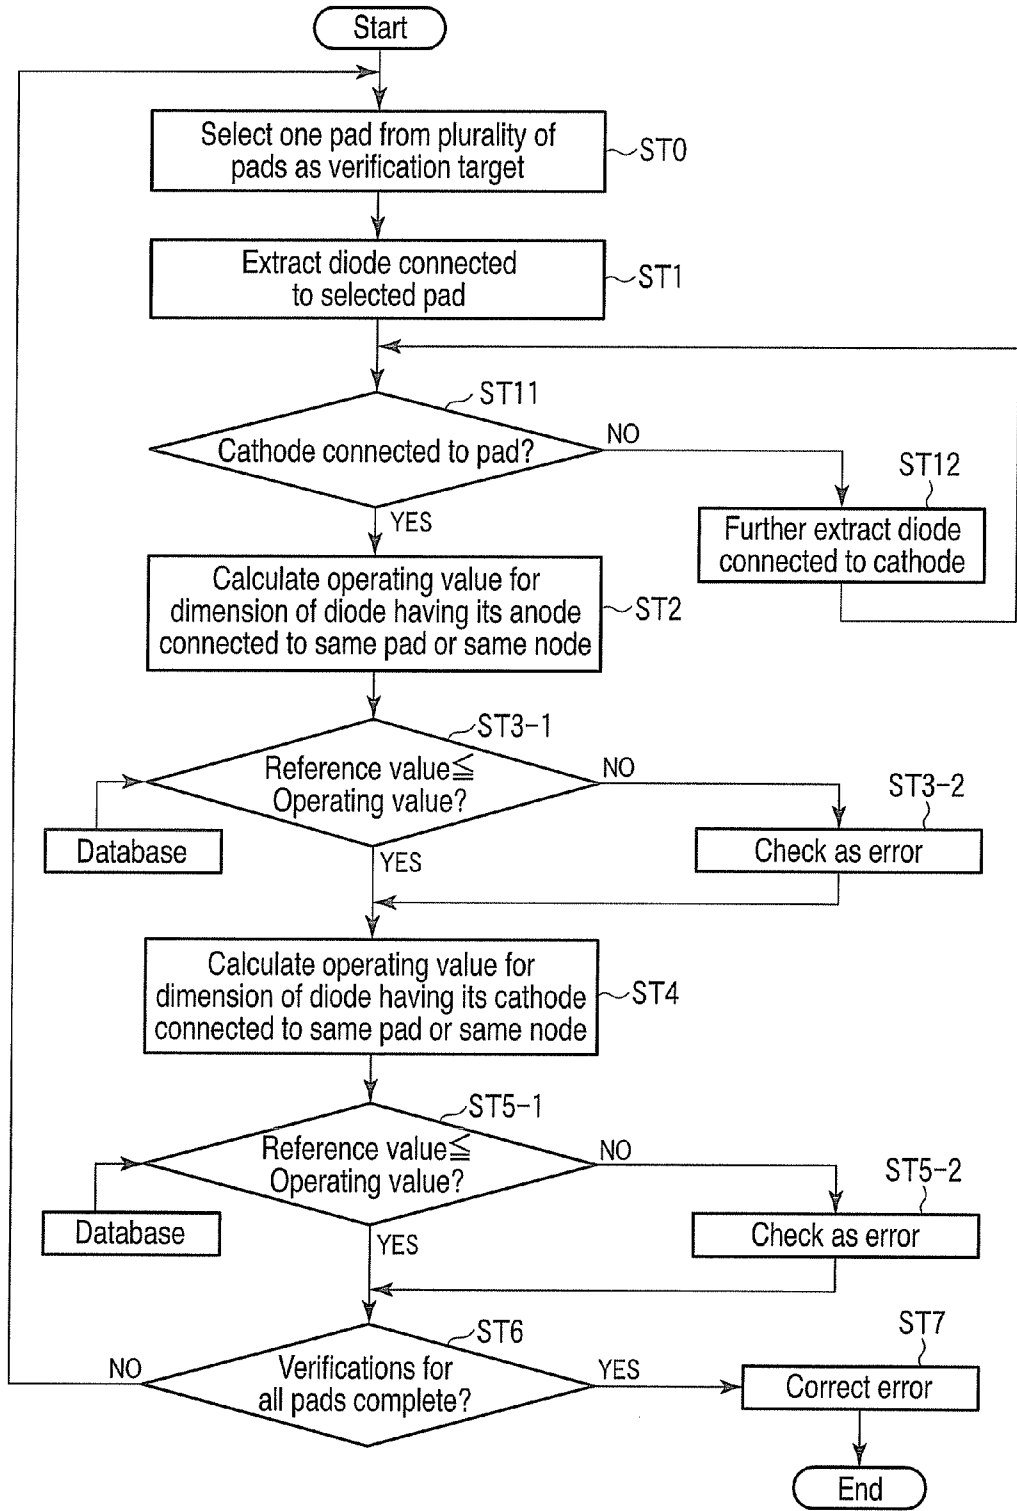 Start
Select one pad from plurality of
pads as verification target
ST0
Extract diode connected
to selected pad
ST1
ST11
Cathode connected to pad?
NO
ST12
YES
Further extract diode
connected to cathode
Calculate operating value for
dimension of diode having its anode
connected to same pad or same node
ST2
ST3-1
Reference value≦
Operating value?
NO
ST3-2
Database
YES
Check as error
Calculate operating value for
dimension of diode having its cathode
connected to same pad or same node
ST4
ST5-1
Reference value≦
Operating value?
NO
ST5-2
Database
YES
Check as error
ST6
ST7
NO
Verifications for
all pads complete?
YES
Correct error
End